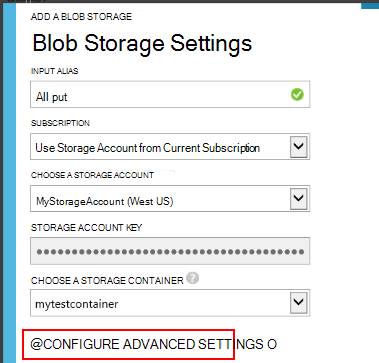 ADD A BLOB STORAGE
Blob Storage Settings
INPUT ALIAS
All put
SUBSCRIPTION
Use Storage Account from Current Subscription
CHOOSE A STORAGE ACCOUNT
MyStorageAccount (West US)
STORAGE ACCOUNT KEY
●●●●●●●●●●●●●●●●●●●●●●●●●●●●●●●●
CHOOSE A STORAGE CONTAINER ?
mytestcontainer
@CONFIGURE ADVANCED SETTINGS O